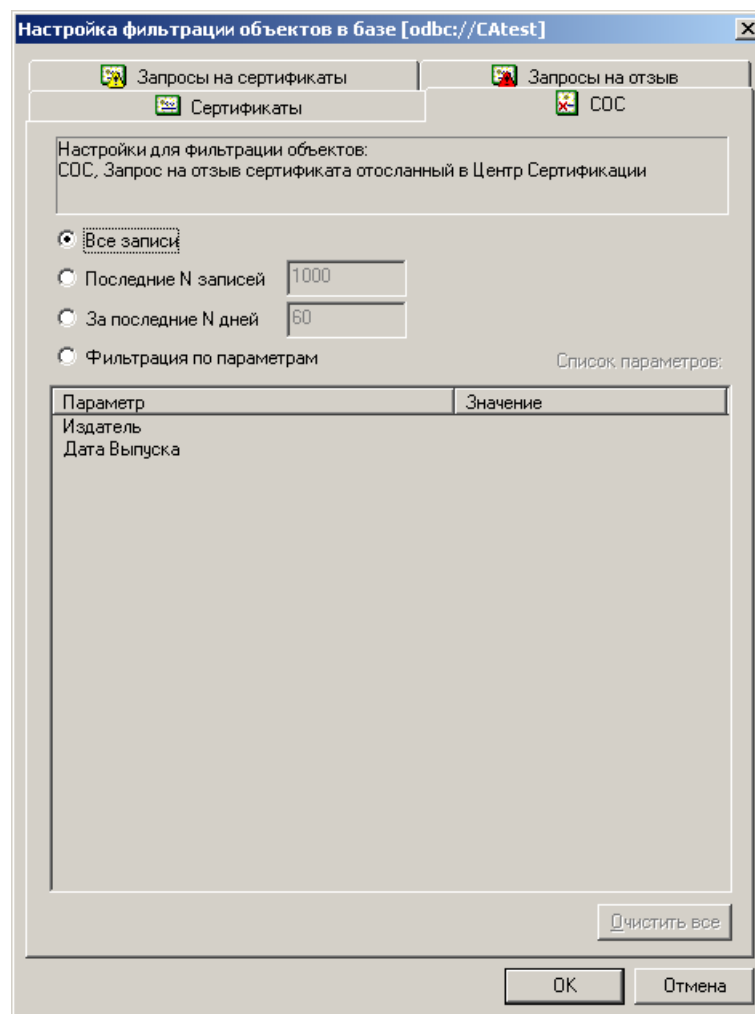 Настройка фильтрации объектов в базе [odbc://CAtest]
Запросы на сертификаты
Запросы на отзыв
Сертификаты
СОС
Настройки для фильтрации объектов:
СОС, Запрос на отзыв сертификата отосланный в Центр Сертификации
Все записи
Последние N записей 1000
За последние N дней 60
Фильтрация по параметрам
Список параметров:
Параметр Значение
Издатель
Дата Выпуска
Очистить все
OK Отмена